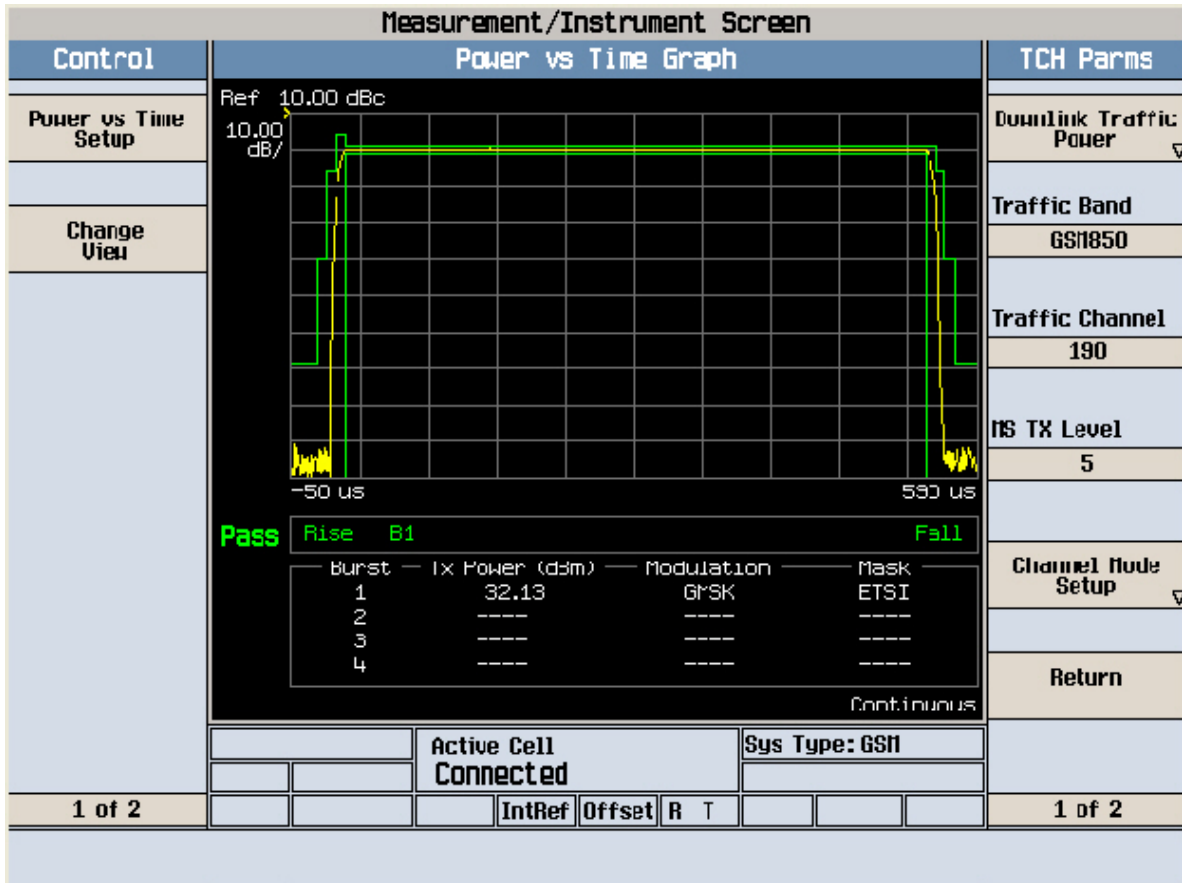 Measurement/Instrument Screen
Control
Power vs Time Graph
TCH Parms
Power vs Time
Setup
Change
View
1 of 2
Ref 10.00 dBc
10.00
dB/
-50 us
590 us
Pass
Rise B1 Fall
Burst Tx Power (dBm) Modulation Mask
1 32.13 GMSK ETSI
2 ---- ---- ----
3 ---- ---- ----
4 ---- ---- ----
Continuous
Active Cell
Connected
Sys Type: GSM
IntRef Offset R T
Downlink Traffic
Power
Traffic Band
GSM850
Traffic Channel
190
MS TX Level
5
Channel Mode
Setup
Return
1 of 2